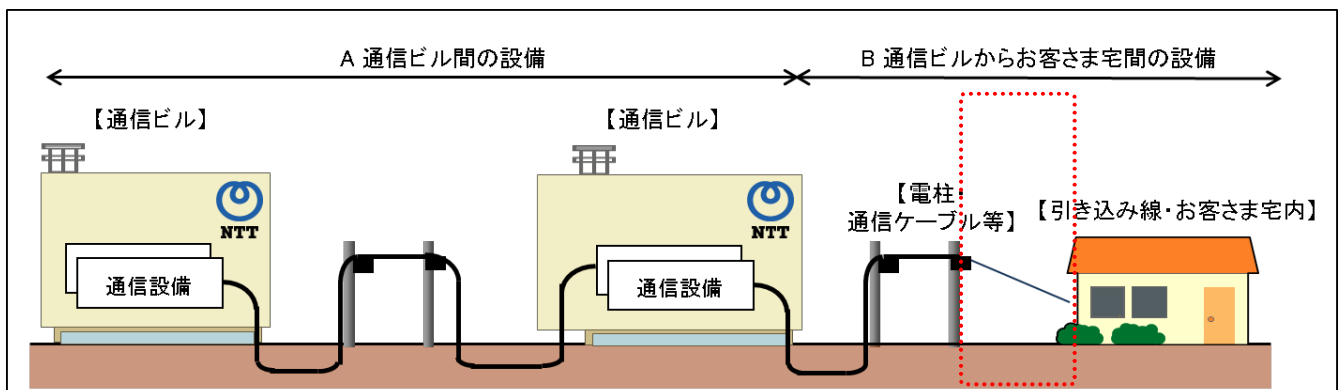 A 通信ビル間の設備
B 通信ビルからお客さま宅間の設備
【通信ビル】
【通信ビル】
【電柱・
通信ケーブル等】
【引き込み線・お客さま宅内】
NTT
NTT
通信設備
通信設備